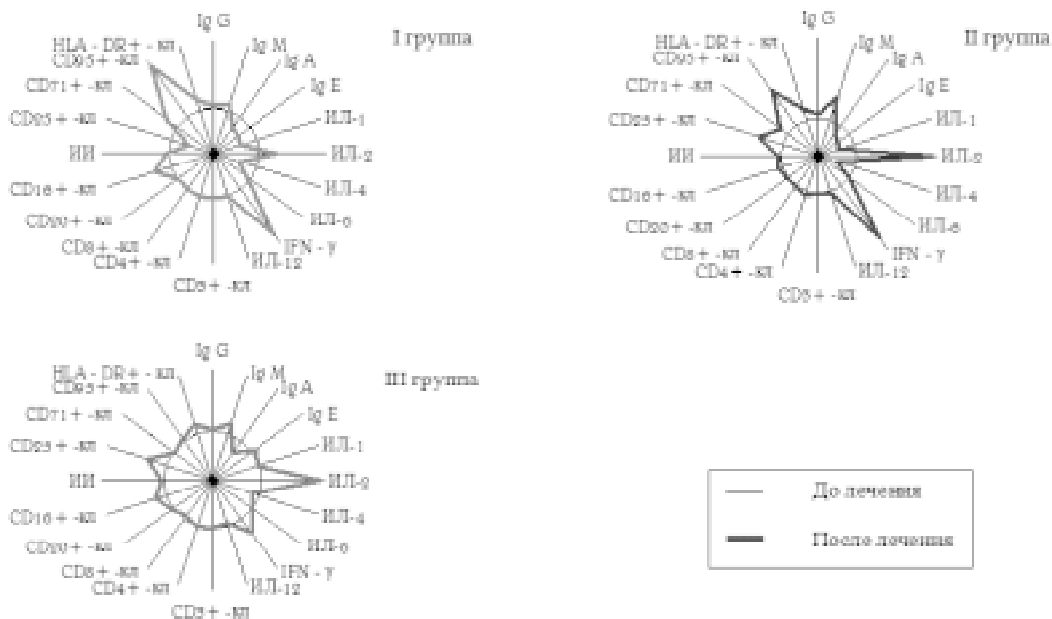 I группа
Ig G
Ig M
Ig A
Ig E
ИЛ-1
ИЛ-2
ИЛ-4
ИЛ-6
IFN - γ
ИЛ-12
CD3+ -кл
CD4+ -кл
CD8+ -кл
CD20+ -кл
CD16+ -кл
ИИ
CD25+ -кл
CD71+ -кл
CD95+ -кл
HLA - DR+ -кл
II группа
Ig G
Ig M
Ig A
Ig E
ИЛ-1
ИЛ-2
ИЛ-4
ИЛ-6
IFN - γ
ИЛ-12
CD3+ -кл
CD4+ -кл
CD8+ -кл
CD20+ -кл
CD16+ -кл
ИИ
CD25+ -кл
CD71+ -кл
CD95+ -кл
HLA - DR+ -кл
III группа
Ig G
Ig M
Ig A
Ig E
ИЛ-1
ИЛ-2
ИЛ-4
ИЛ-6
IFN - γ
ИЛ-12
CD3+ -кл
CD4+ -кл
CD8+ -кл
CD20+ -кл
CD16+ -кл
ИИ
CD25+ -кл
CD71+ -кл
CD95+ -кл
HLA - DR+ -кл
До лечения
После лечения